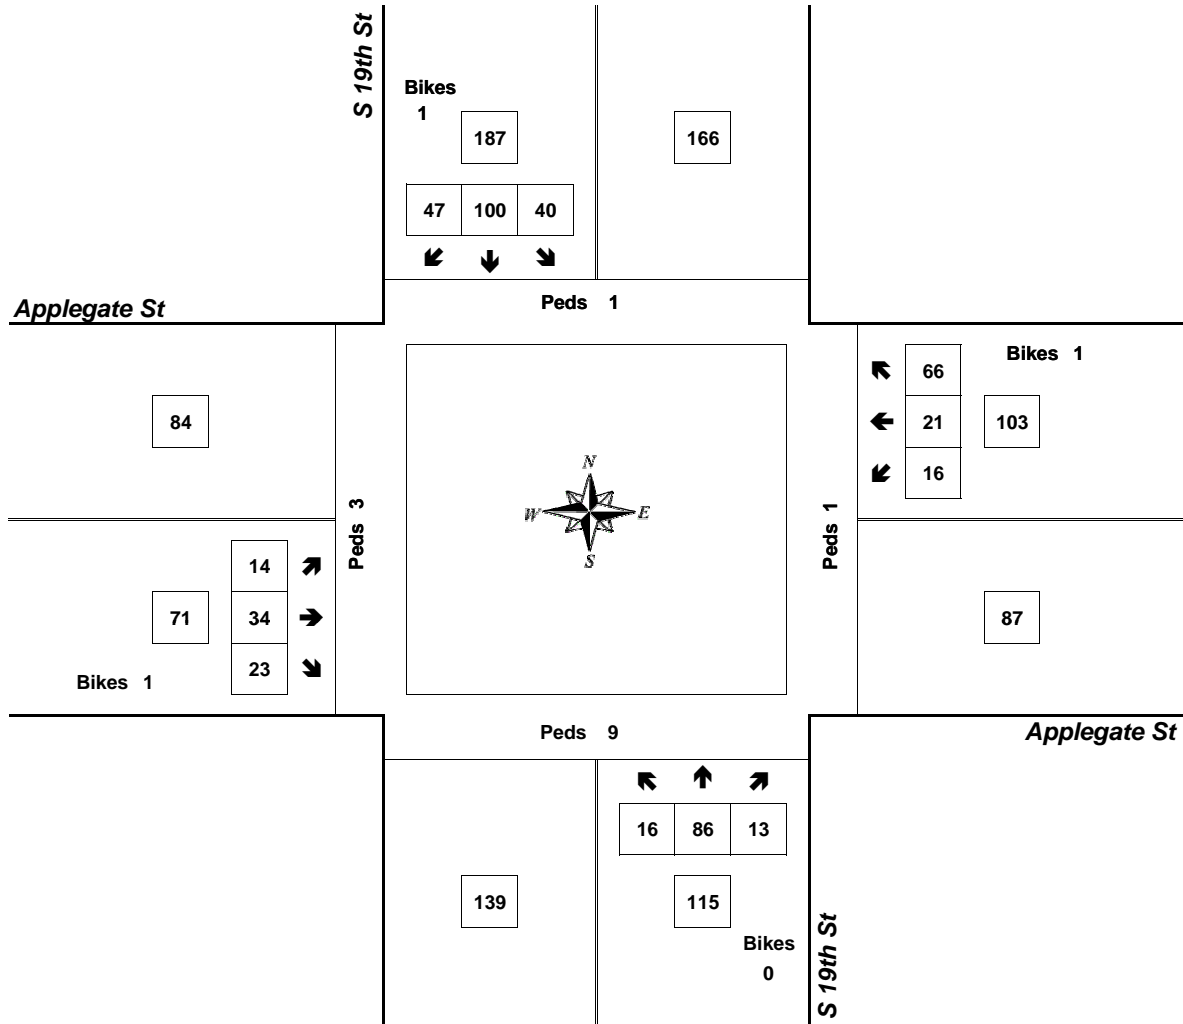 S 19th St
Bikes
1
187
166
47 100 40
Peds 1
Applegate St
66
Bikes 1
84
21
103
16
N
W E
S
Peds 3
Peds 1
14
71
34
87
23
Bikes 1
Peds 9
Applegate St
16 86 13
139
115
Bikes
0
S 19th St